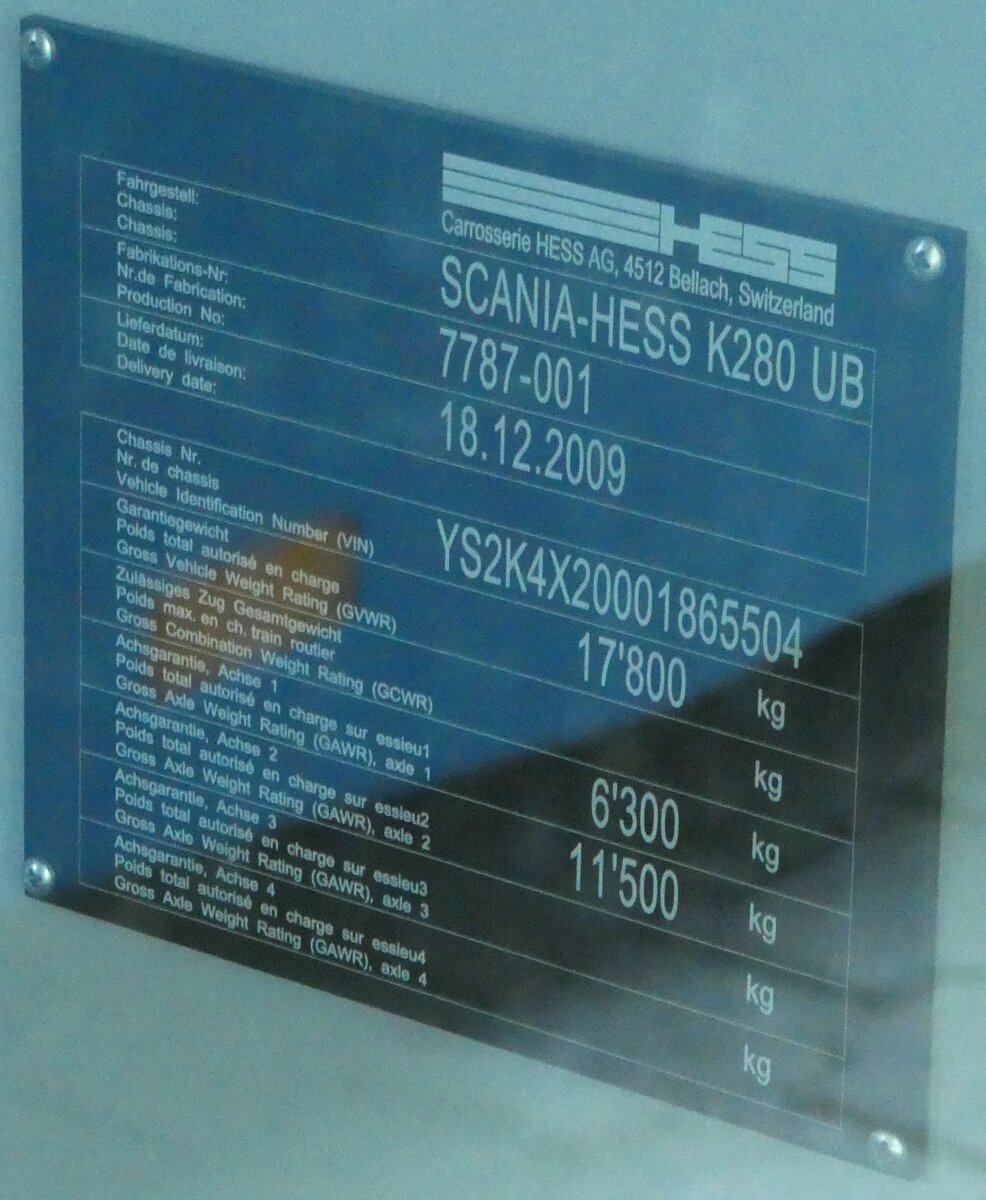 HESS
Carrosserie HESS AG, 4512 Bellach, Switzerland
Fahrgestell:
Chassis:
Chassis:
SCANIA-HESS K280 UB
Fabrikations-Nr:
Nr.de Fabrication:
Production No:
7787-001
Lieferdatum:
Date de livraison:
Delivery date:
18.12.2009
Chassis Nr.
Nr. de chassis
Vehicle Identification Number (VIN)
YS2K4X20001865504
Garantiegewicht
Poids total autorisé en charge
Gross Vehicle Weight Rating (GVWR)
17'800 kg
Zulässiges Zug Gesamtgewicht
Poids max. en ch. train routier
Gross Combination Weight Rating (GCWR)
kg
Achsgarantie, Achse 1
Poids total autorisé en charge sur essieu1
Gross Axle Weight Rating (GAWR), axle 1
6'300 kg
Achsgarantie, Achse 2
Poids total autorisé en charge sur essieu2
Gross Axle Weight Rating (GAWR), axle 2
11'500 kg
Achsgarantie, Achse 3
Poids total autorisé en charge sur essieu3
Gross Axle Weight Rating (GAWR), axle 3
kg
Achsgarantie, Achse 4
Poids total autorisé en charge sur essieu4
Gross Axle Weight Rating (GAWR), axle 4
kg